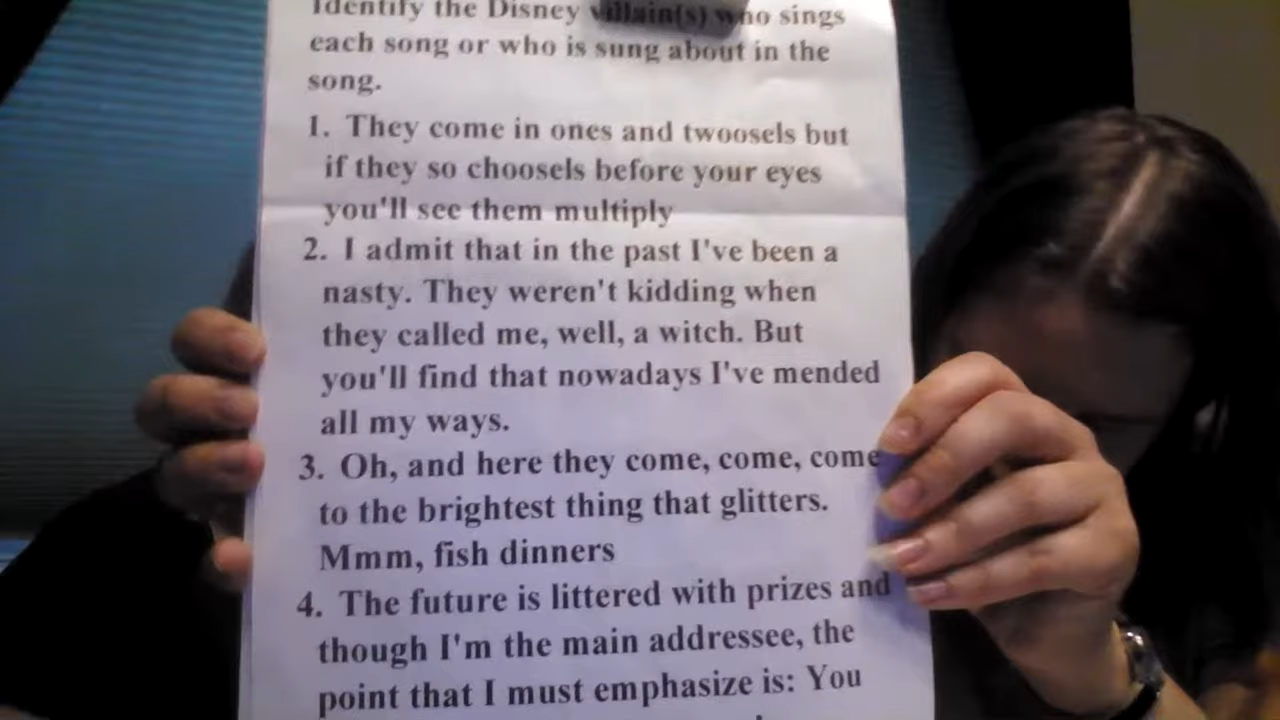 Identify the Disney villain(s) who sings
each song or who is sung about in the
song.
1. They come in ones and twoosels but
if they so choosels before your eyes
you'll see them multiply
2. I admit that in the past I've been a
nasty. They weren't kidding when
they called me, well, a witch. But
you'll find that nowadays I've mended
all my ways.
3. Oh, and here they come, come, come
to the brightest thing that glitters.
Mmm, fish dinners
4. The future is littered with prizes and
though I'm the main addressee, the
point that I must emphasize is: You